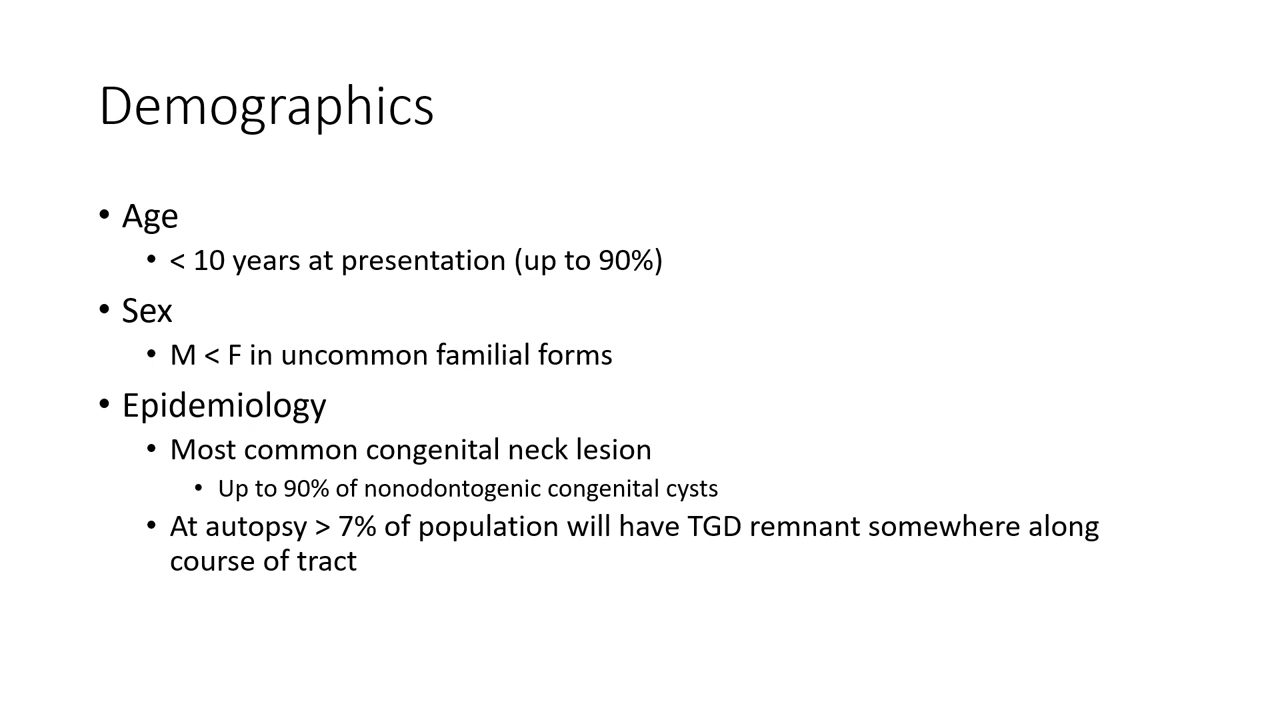 Demographics
• Age
• < 10 years at presentation (up to 90%)
• Sex
• M < F in uncommon familial forms
• Epidemiology
• Most common congenital neck lesion
• Up to 90% of nonodontogenic congenital cysts
• At autopsy > 7% of population will have TGD remnant somewhere along
course of tract